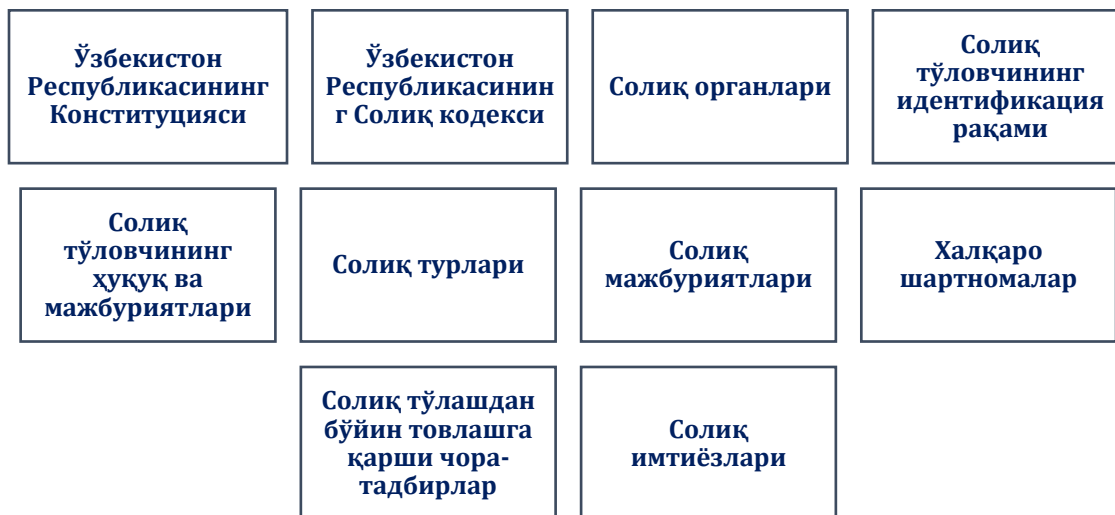 Ўзбекистон
Республикасининг
Конституцияси
Ўзбекистон
Республикасинин
г Солиқ кодекси
Солиқ органлари
Солиқ
тўловчининг
идентификация
рақами
Солиқ
тўловчининг
ҳуқуқ ва
мажбуриятлари
Солиқ турлари
Солиқ
мажбуриятлари
Халқаро
шартномалар
Солиқ тўлашдан
бўйин товлашга
қарши чора-
тадбирлар
Солиқ
имтиёзлари